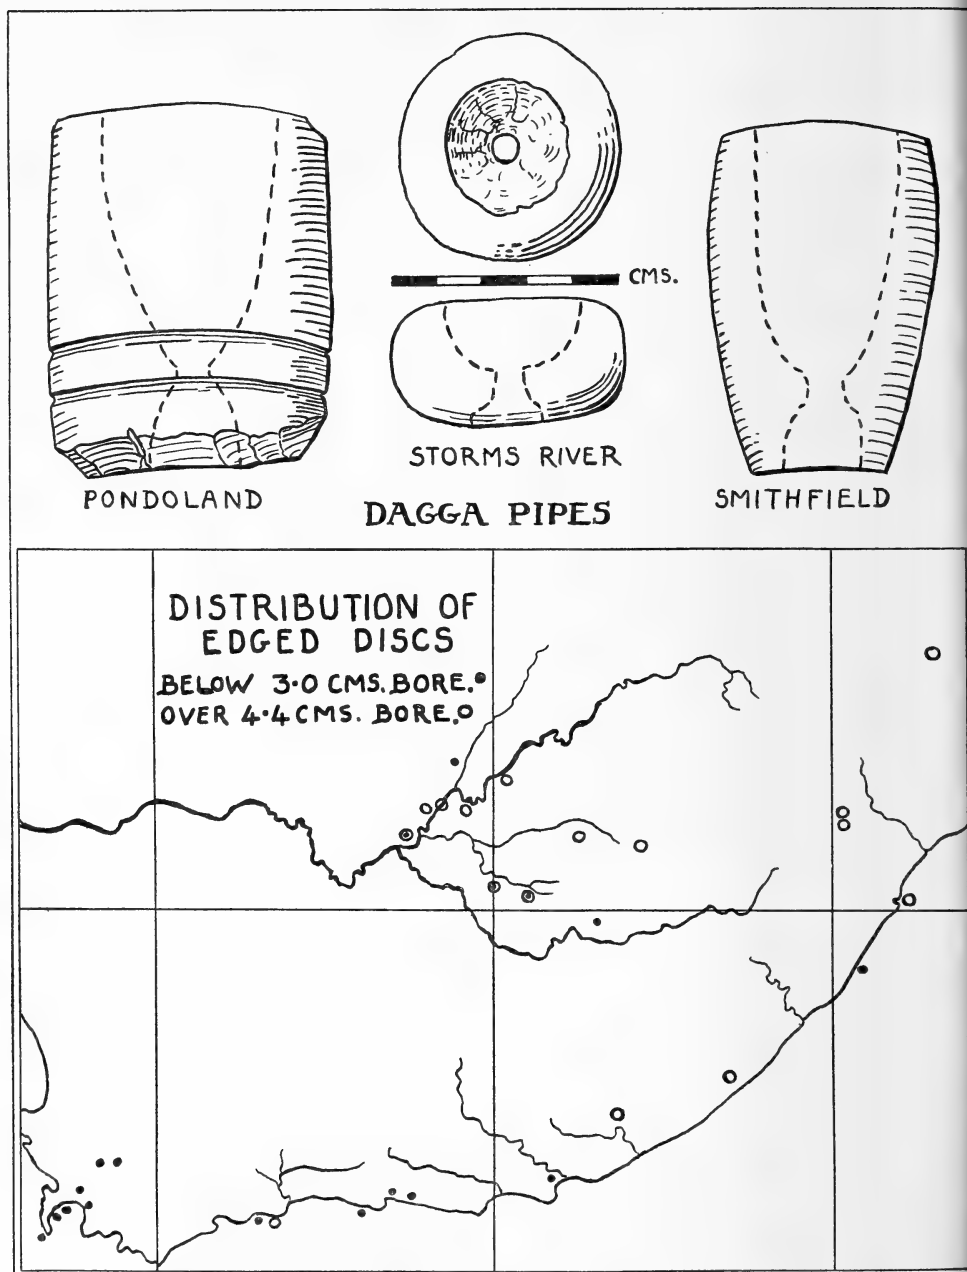 CMS.
STORMS RIVER
PONDOLAND
SMITHFIELD
DAGGA PIPES
DISTRIBUTION OF
EDGED DISCS
BELOW 3·0 CMS. BORE.
OVER 4·4 CMS. BORE.